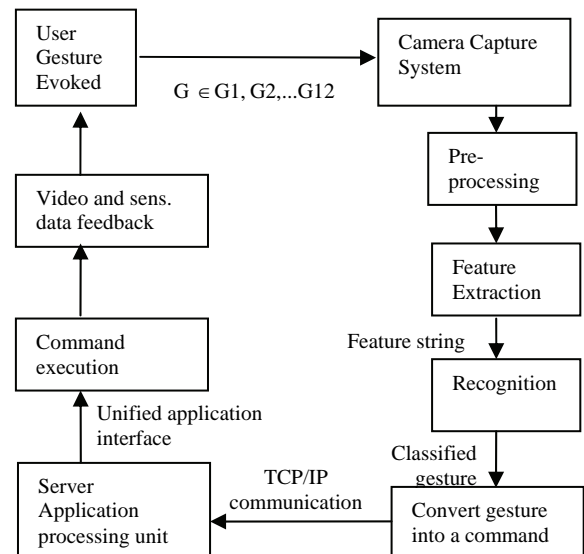 User
Gesture
Evoked
G ∈ G1, G2,...G12
Camera Capture
System
Pre-
processing
Feature
Extraction
Feature string
Recognition
Classified
gesture
Convert gesture
into a command
TCP/IP
communication
Server
Application
processing unit
Unified application
interface
Command
execution
Video and sens.
data feedback